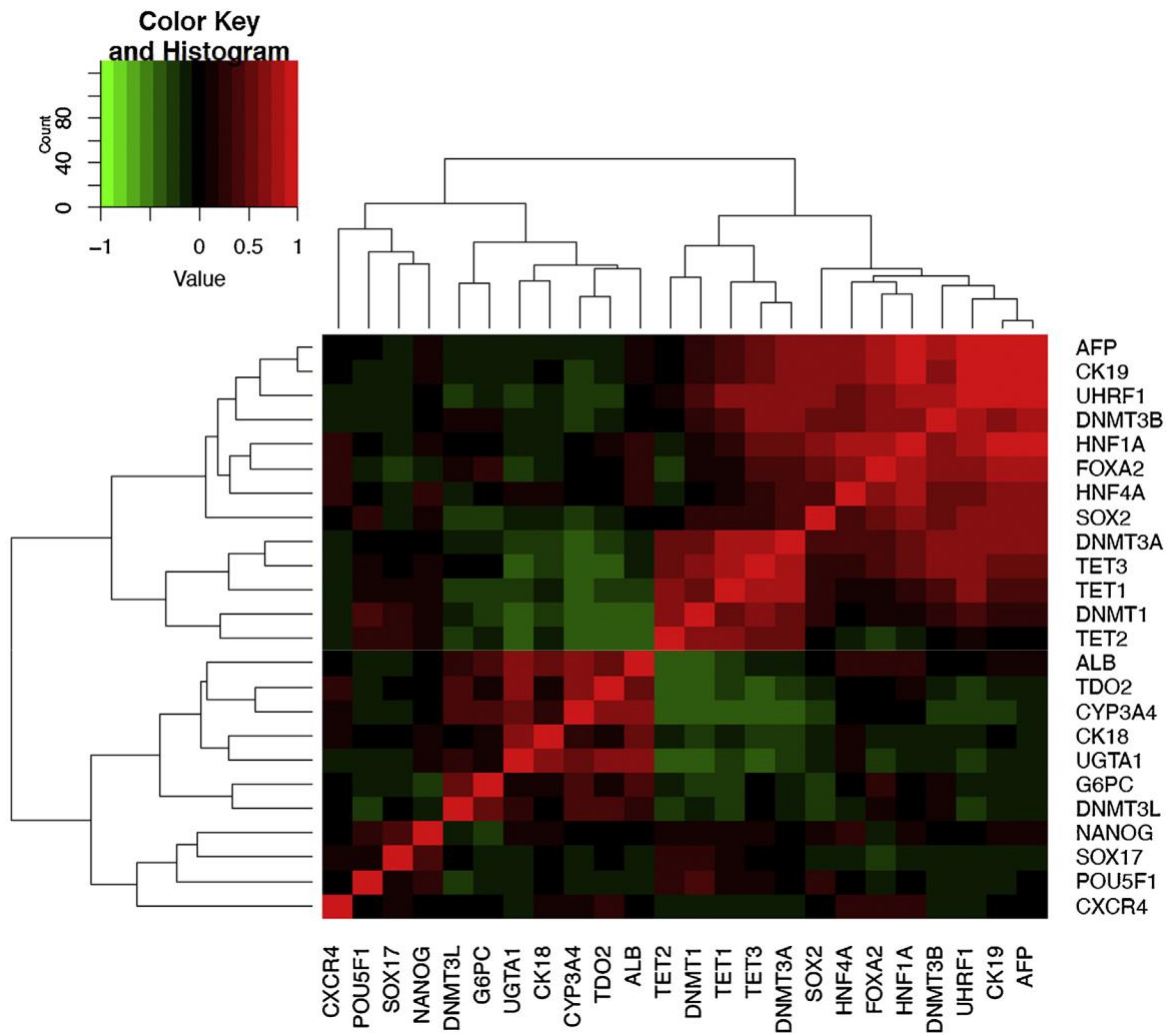 Color Key
and Histogram
Count
0 40 80
−1 0 0.5 1
Value
AFP
CK19
UHRF1
DNMT3B
HNF1A
FOXA2
HNF4A
SOX2
DNMT3A
TET3
TET1
DNMT1
TET2
ALB
TDO2
CYP3A4
CK18
UGTA1
G6PC
DNMT3L
NANOG
SOX17
POU5F1
CXCR4
CXCR4
POU5F1
SOX17
NANOG
DNMT3L
G6PC
UGTA1
CK18
CYP3A4
TDO2
ALB
TET2
DNMT1
TET1
TET3
DNMT3A
SOX2
HNF4A
FOXA2
HNF1A
DNMT3B
UHRF1
CK19
AFP